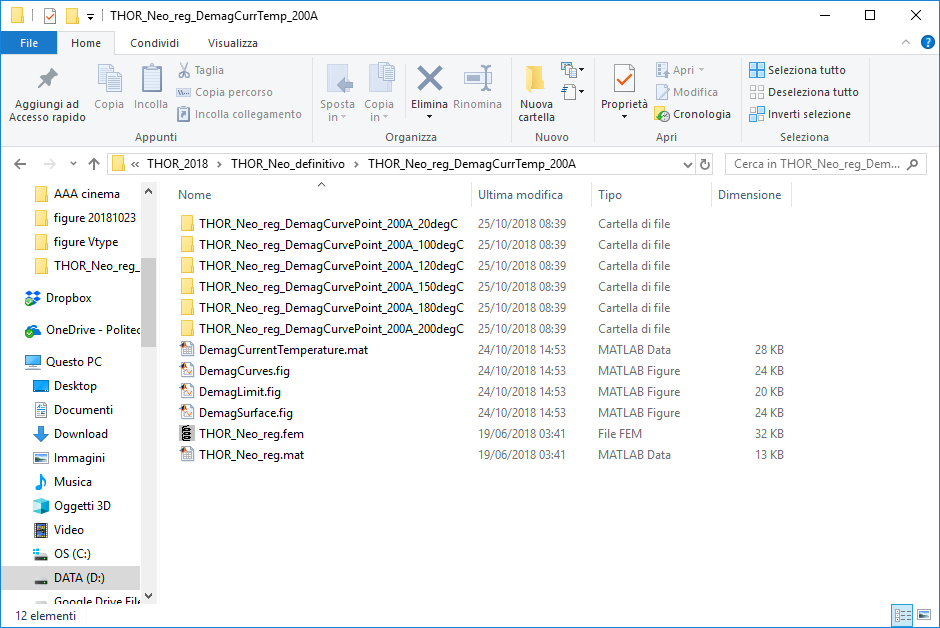 THOR_Neo_reg_DemagCurrTemp_200A
File Home Condividi Visualizza
Aggiungi ad Accesso rapido
Copia
Incolla
Taglia
Copia percorso
Incolla collegamento
Appunti
Sposta in
Copia in
Elimina
Rinomina
Organizza
Nuova cartella
Nuovo
Proprietà
Apri
Modifica
Cronologia
Apri
Seleziona tutto
Deseleziona tutto
Inverti selezione
Seleziona
« THOR_2018 › THOR_Neo_definitivo › THOR_Neo_reg_DemagCurrTemp_200A
Cerca in THOR_Neo_reg_Dem...
AAA cinema
figure 20181023
figure Vtype
THOR_Neo_reg_
Dropbox
OneDrive - Politec
Questo PC
Desktop
Documenti
Download
Immagini
Musica
Oggetti 3D
Video
OS (C:)
DATA (D:)
Google Drive File
Nome Ultima modifica Tipo Dimensione
THOR_Neo_reg_DemagCurvePoint_200A_20degC 25/10/2018 08:39 Cartella di file
THOR_Neo_reg_DemagCurvePoint_200A_100degC 25/10/2018 08:39 Cartella di file
THOR_Neo_reg_DemagCurvePoint_200A_120degC 25/10/2018 08:39 Cartella di file
THOR_Neo_reg_DemagCurvePoint_200A_150degC 25/10/2018 08:39 Cartella di file
THOR_Neo_reg_DemagCurvePoint_200A_180degC 25/10/2018 08:39 Cartella di file
THOR_Neo_reg_DemagCurvePoint_200A_200degC 25/10/2018 08:39 Cartella di file
DemagCurrentTemperature.mat 24/10/2018 14:53 MATLAB Data 28 KB
DemagCurves.fig 24/10/2018 14:53 MATLAB Figure 24 KB
DemagLimit.fig 24/10/2018 14:53 MATLAB Figure 20 KB
DemagSurface.fig 24/10/2018 14:53 MATLAB Figure 24 KB
THOR_Neo_reg.fem 19/06/2018 03:41 File FEM 32 KB
THOR_Neo_reg.mat 19/06/2018 03:41 MATLAB Data 13 KB
12 elementi